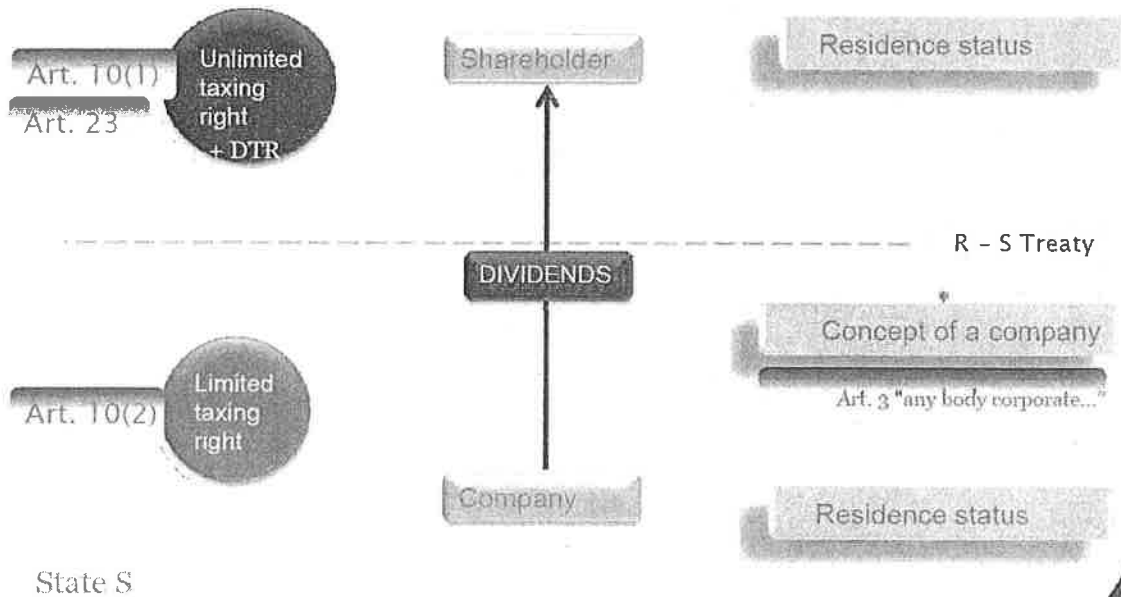 Art. 10(1)
Art. 23
Unlimited
taxing
right
+ DTR
Shareholder
Residence status
R – S Treaty
DIVIDENDS
Concept of a company
Art. 3 "any body corporate..."
Art. 10(2)
Limited
taxing
right
Company
Residence status
State S